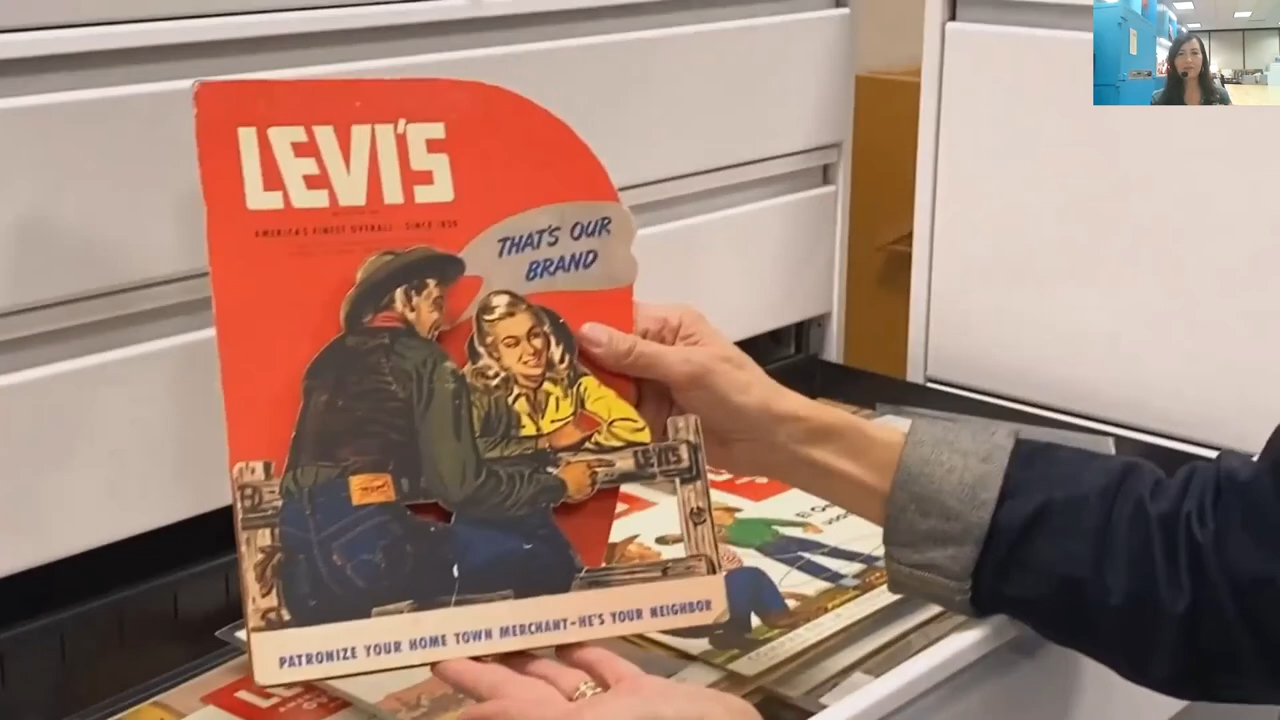 LEVI'S
AMERICA'S FINEST OVERALL - SINCE 1850
THAT'S OUR
BRAND
LEVI'S
PATRONIZE YOUR HOME TOWN MERCHANT-HE'S YOUR NEIGHBOR